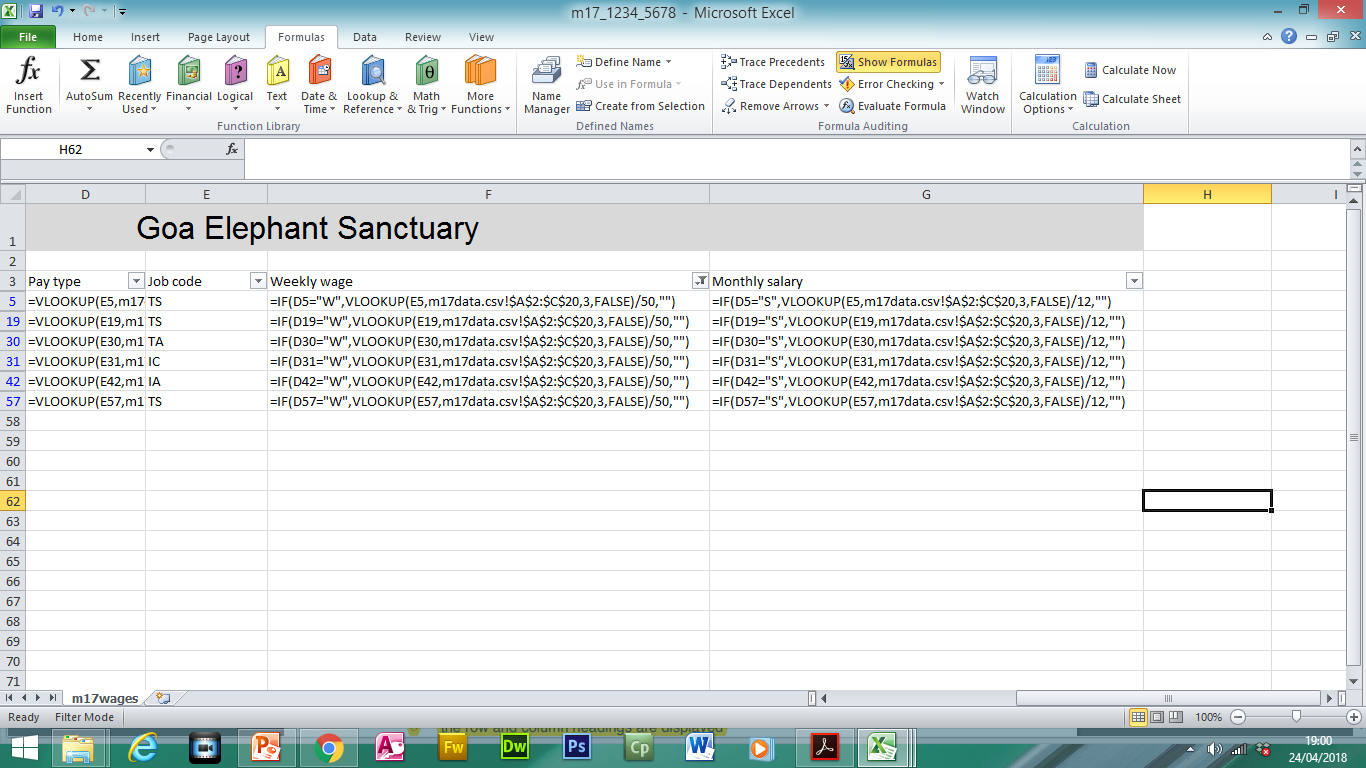 m17_1234_5678 - Microsoft Excel
File Home Insert Page Layout Formulas Data Review View
Insert Function
AutoSum
Recently Used
Financial
Logical
Text
Date & Time
Lookup & Reference
Math & Trig
More Functions
Function Library
Name Manager
Define Name
Use in Formula
Create from Selection
Defined Names
Trace Precedents
Trace Dependents
Remove Arrows
Show Formulas
Error Checking
Evaluate Formula
Formula Auditing
Watch Window
Calculation Options
Calculate Now
Calculate Sheet
Calculation
H62 fx
D E F G H I
1 Goa Elephant Sanctuary
2
3 Pay type Job code Weekly wage Monthly salary
5 =VLOOKUP(E5,m17 TS =IF(D5="W",VLOOKUP(E5,m17data.csv!$A$2:$C$20,3,FALSE)/50,"") =IF(D5="S",VLOOKUP(E5,m17data.csv!$A$2:$C$20,3,FALSE)/12,"")
19 =VLOOKUP(E19,m1 TS =IF(D19="W",VLOOKUP(E19,m17data.csv!$A$2:$C$20,3,FALSE)/50,"") =IF(D19="S",VLOOKUP(E19,m17data.csv!$A$2:$C$20,3,FALSE)/12,"")
30 =VLOOKUP(E30,m1 TA =IF(D30="W",VLOOKUP(E30,m17data.csv!$A$2:$C$20,3,FALSE)/50,"") =IF(D30="S",VLOOKUP(E30,m17data.csv!$A$2:$C$20,3,FALSE)/12,"")
31 =VLOOKUP(E31,m1 IC =IF(D31="W",VLOOKUP(E31,m17data.csv!$A$2:$C$20,3,FALSE)/50,"") =IF(D31="S",VLOOKUP(E31,m17data.csv!$A$2:$C$20,3,FALSE)/12,"")
42 =VLOOKUP(E42,m1 IA =IF(D42="W",VLOOKUP(E42,m17data.csv!$A$2:$C$20,3,FALSE)/50,"") =IF(D42="S",VLOOKUP(E42,m17data.csv!$A$2:$C$20,3,FALSE)/12,"")
57 =VLOOKUP(E57,m1 TS =IF(D57="W",VLOOKUP(E57,m17data.csv!$A$2:$C$20,3,FALSE)/50,"") =IF(D57="S",VLOOKUP(E57,m17data.csv!$A$2:$C$20,3,FALSE)/12,"")
58
59
60
61
62
63
64
65
66
67
68
69
70
71
m17wages
Ready Filter Mode 100%
the row and column headings are displayed
Fw Dw Ps Cp
19:00
24/04/2018